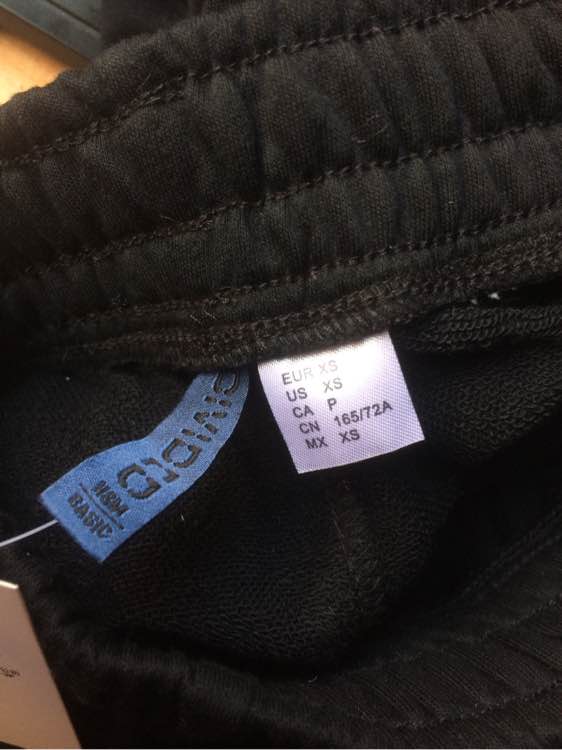 DIVIDED
H&M
BASIC
EUR XS
US XS
CA P
CN 165/72A
MX XS